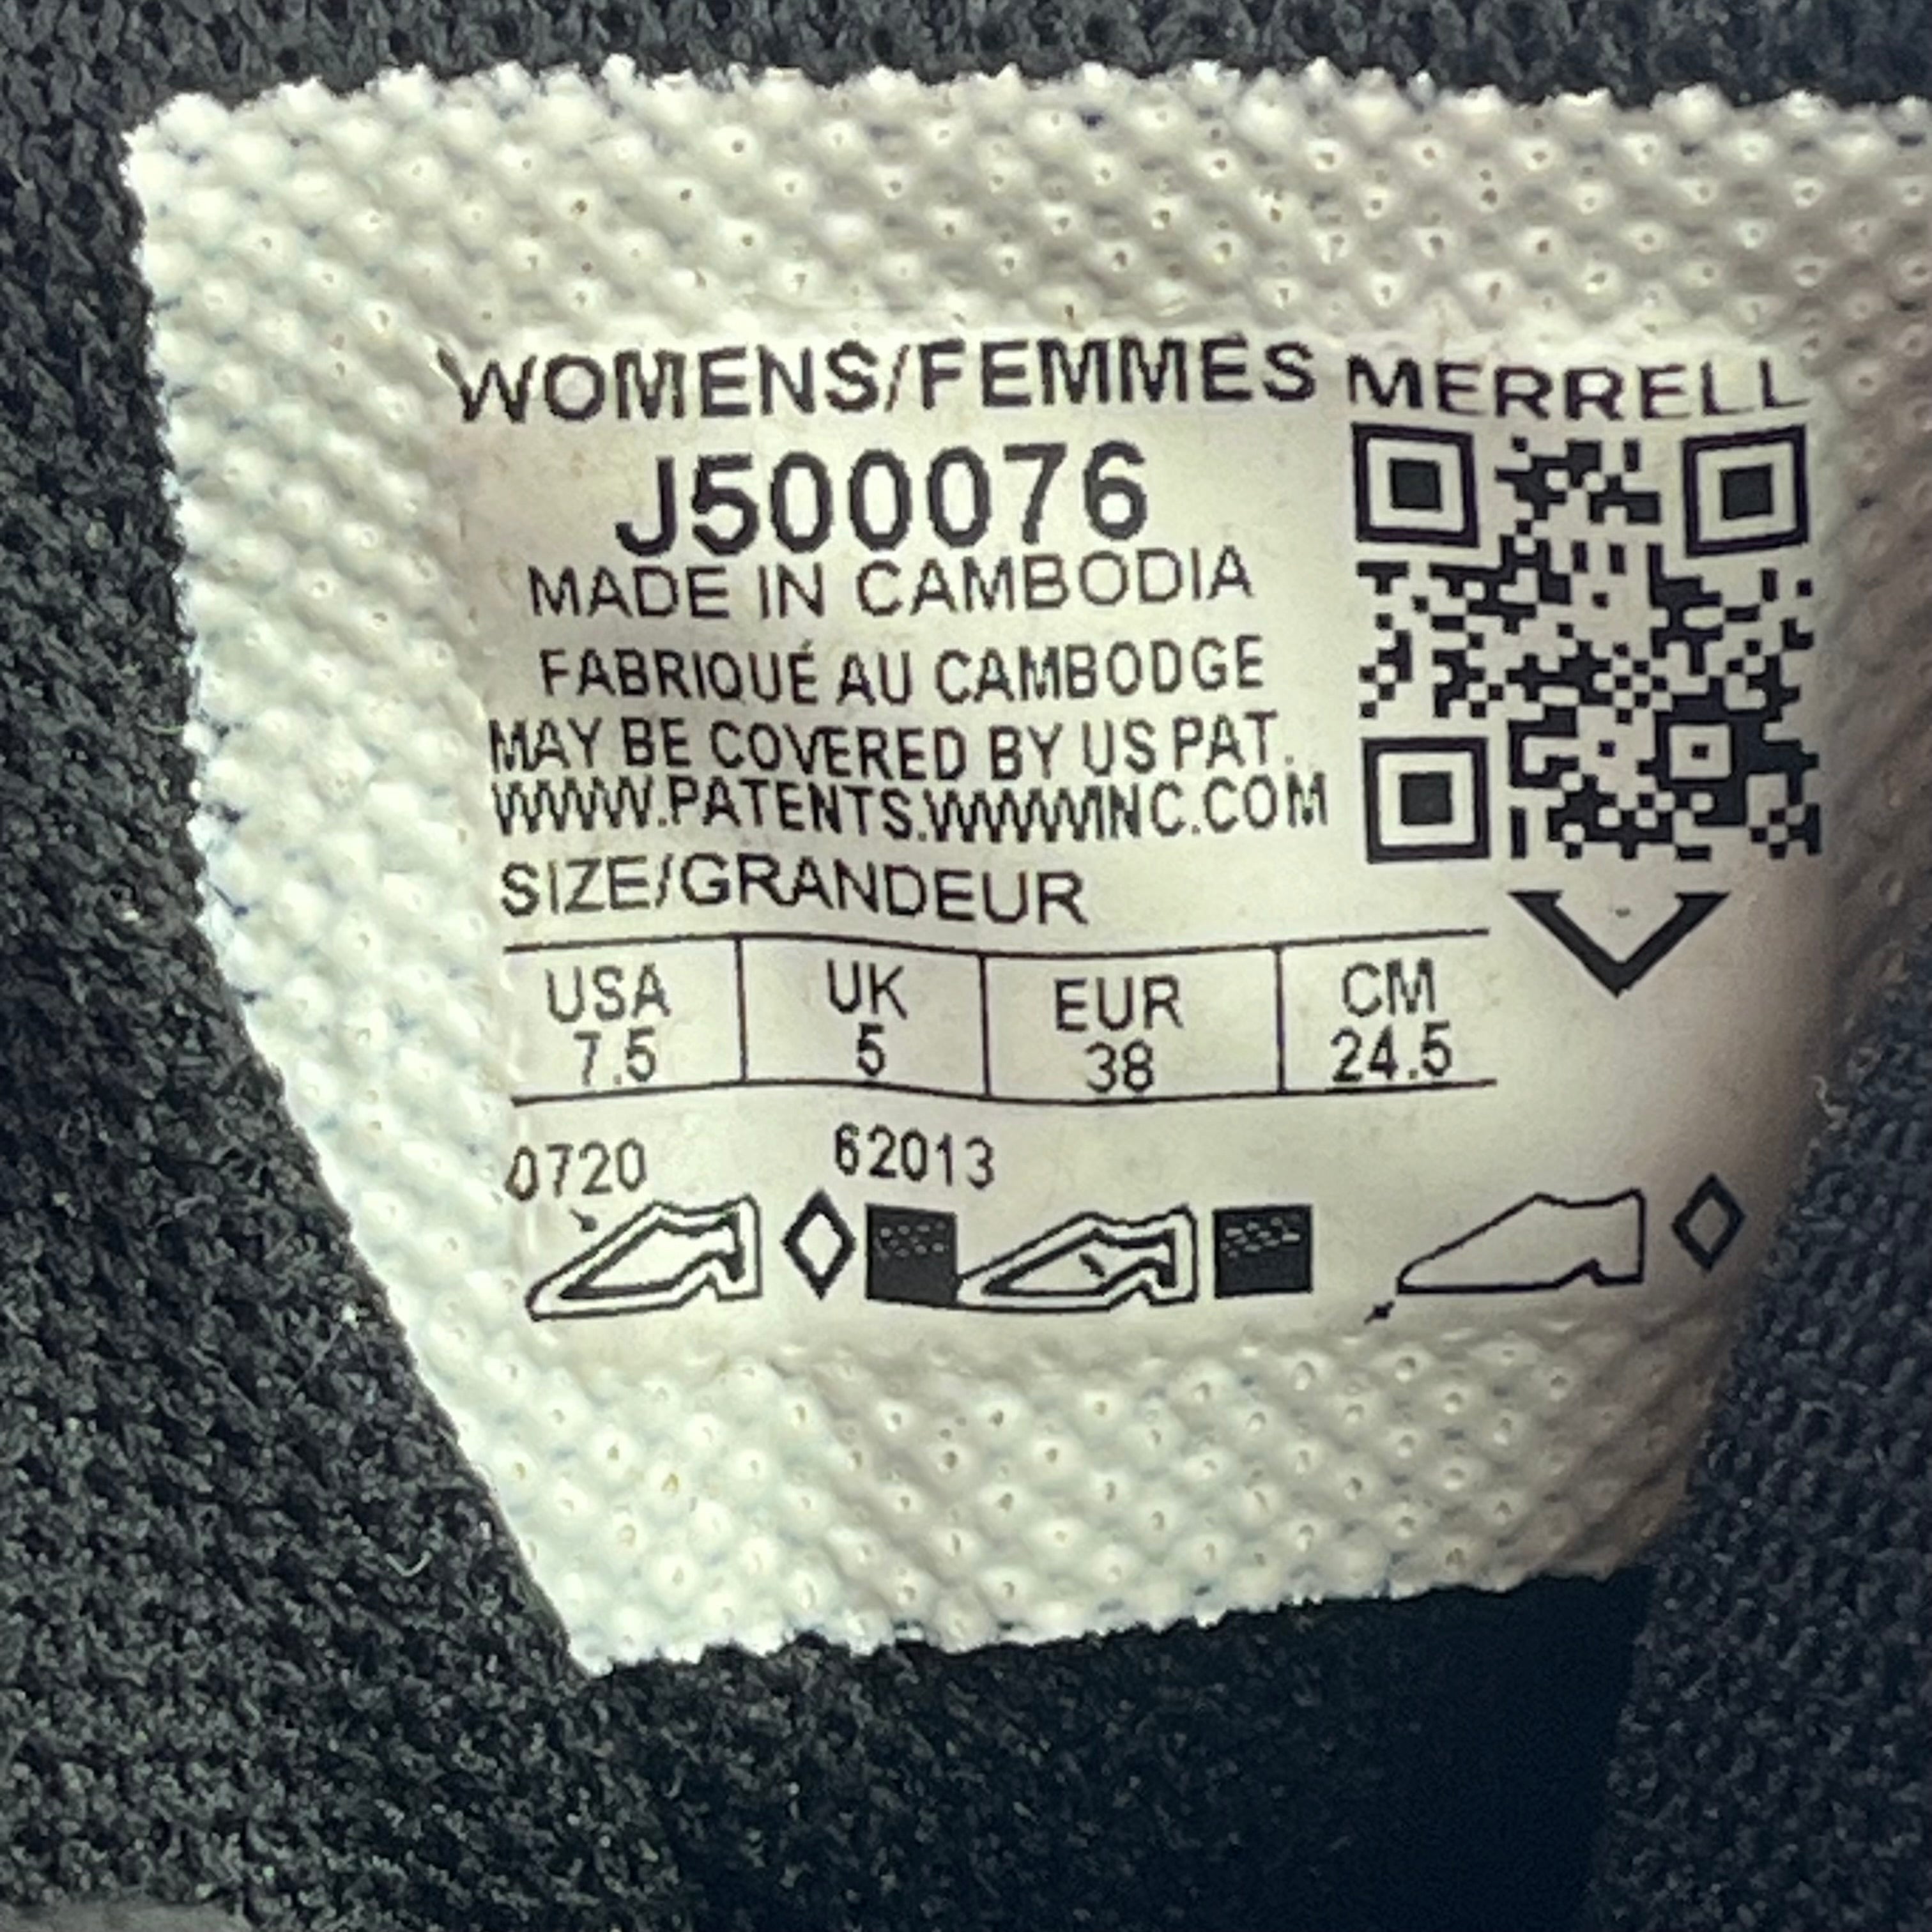 WOMENS/FEMMES
MERRELL
J500076
MADE IN CAMBODIA
FABRIQUÉ AU CAMBODGE
MAY BE COVERED BY US PAT.
WWW.PATENTS.WWWINC.COM
SIZE/GRANDEUR
USA UK EUR CM
7.5 5 38 24.5
0720 62013